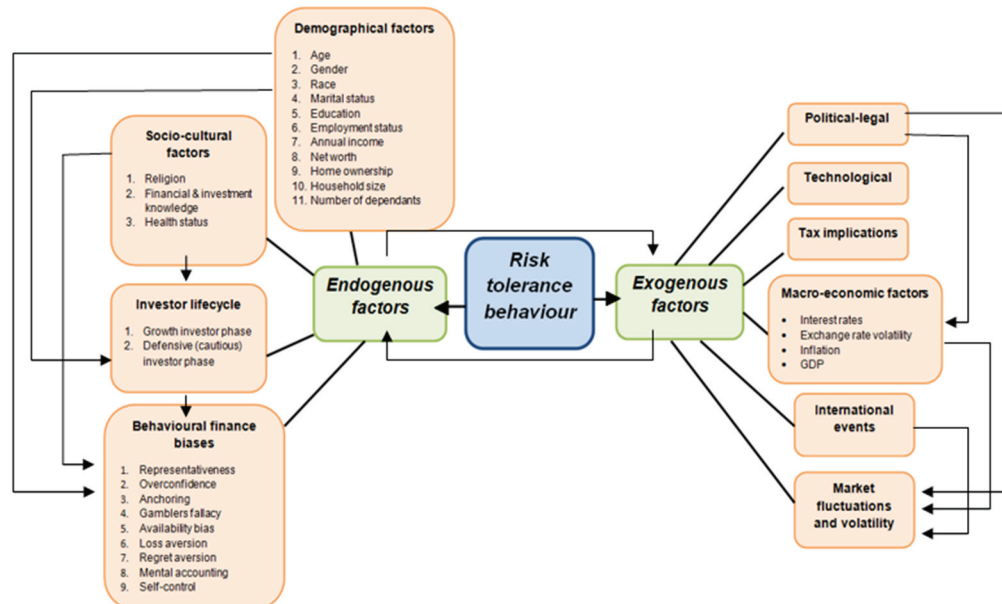 Demographical factors
1. Age
2. Gender
3. Race
4. Marital status
5. Education
6. Employment status
7. Annual income
8. Net worth
9. Home ownership
10. Household size
11. Number of dependants
Socio-cultural
factors
1. Religion
2. Financial & investment
knowledge
3. Health status
Investor lifecycle
1. Growth investor phase
2. Defensive (cautious)
investor phase
Behavioural finance
biases
1. Representativeness
2. Overconfidence
3. Anchoring
4. Gamblers fallacy
5. Availability bias
6. Loss aversion
7. Regret aversion
8. Mental accounting
9. Self-control
Endogenous
factors
Risk
tolerance
behaviour
Exogenous
factors
Political-legal
Technological
Tax implications
Macro-economic factors
• Interest rates
• Exchange rate volatility
• Inflation
• GDP
International
events
Market
fluctuations
and volatility